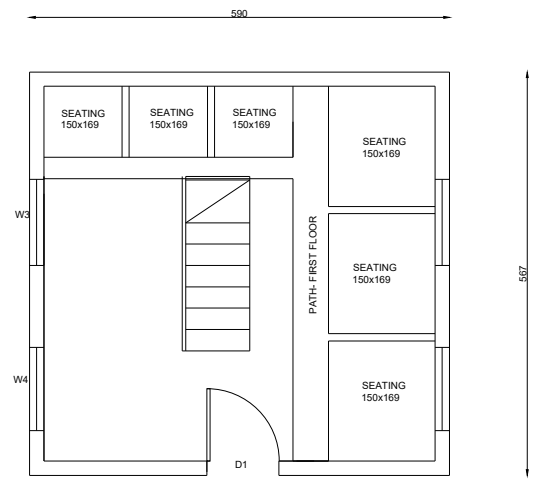 590
SEATING
150x169
SEATING
150x169
SEATING
150x169
SEATING
150x169
W3
PATH- FIRST FLOOR
SEATING
150x169
567
W4
SEATING
150x169
D1